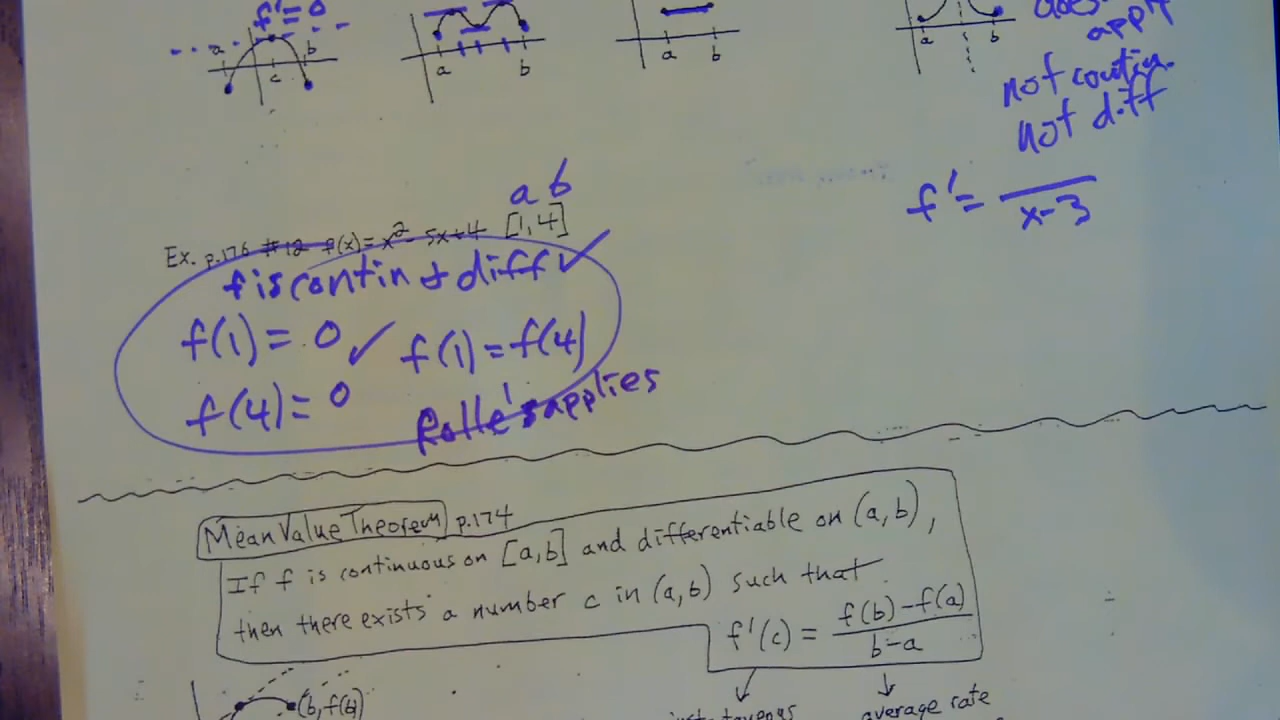 f'=0
a b
c
a b
a b
a b
appl
not contin.
not diff
f' = x-3
a b
Ex. p.176 #12 f(x) = x² - 5x+4 [1,4]
f is contin + diff ✓
f(1) = 0 ✓ f(1) = f(4)
f(4) = 0
Rolle's applies
Mean Value Theorem p.174
If f is continuous on [a,b] and differentiable on (a,b),
then there exists a number c in (a,b) such that
f'(c) = f(b)-f(a) / b-a
(b, f(b))
average rate